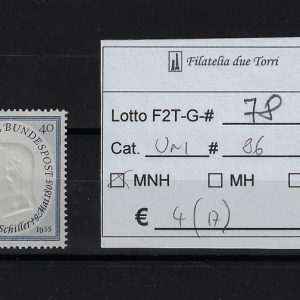 40
BUNDESPOST
Schiller +9.Mai 1805
1955
Filatelia due Torri
Lotto F2T-G-# 78
Cat. UNI # 86
MNH MH
€ 4 (17)